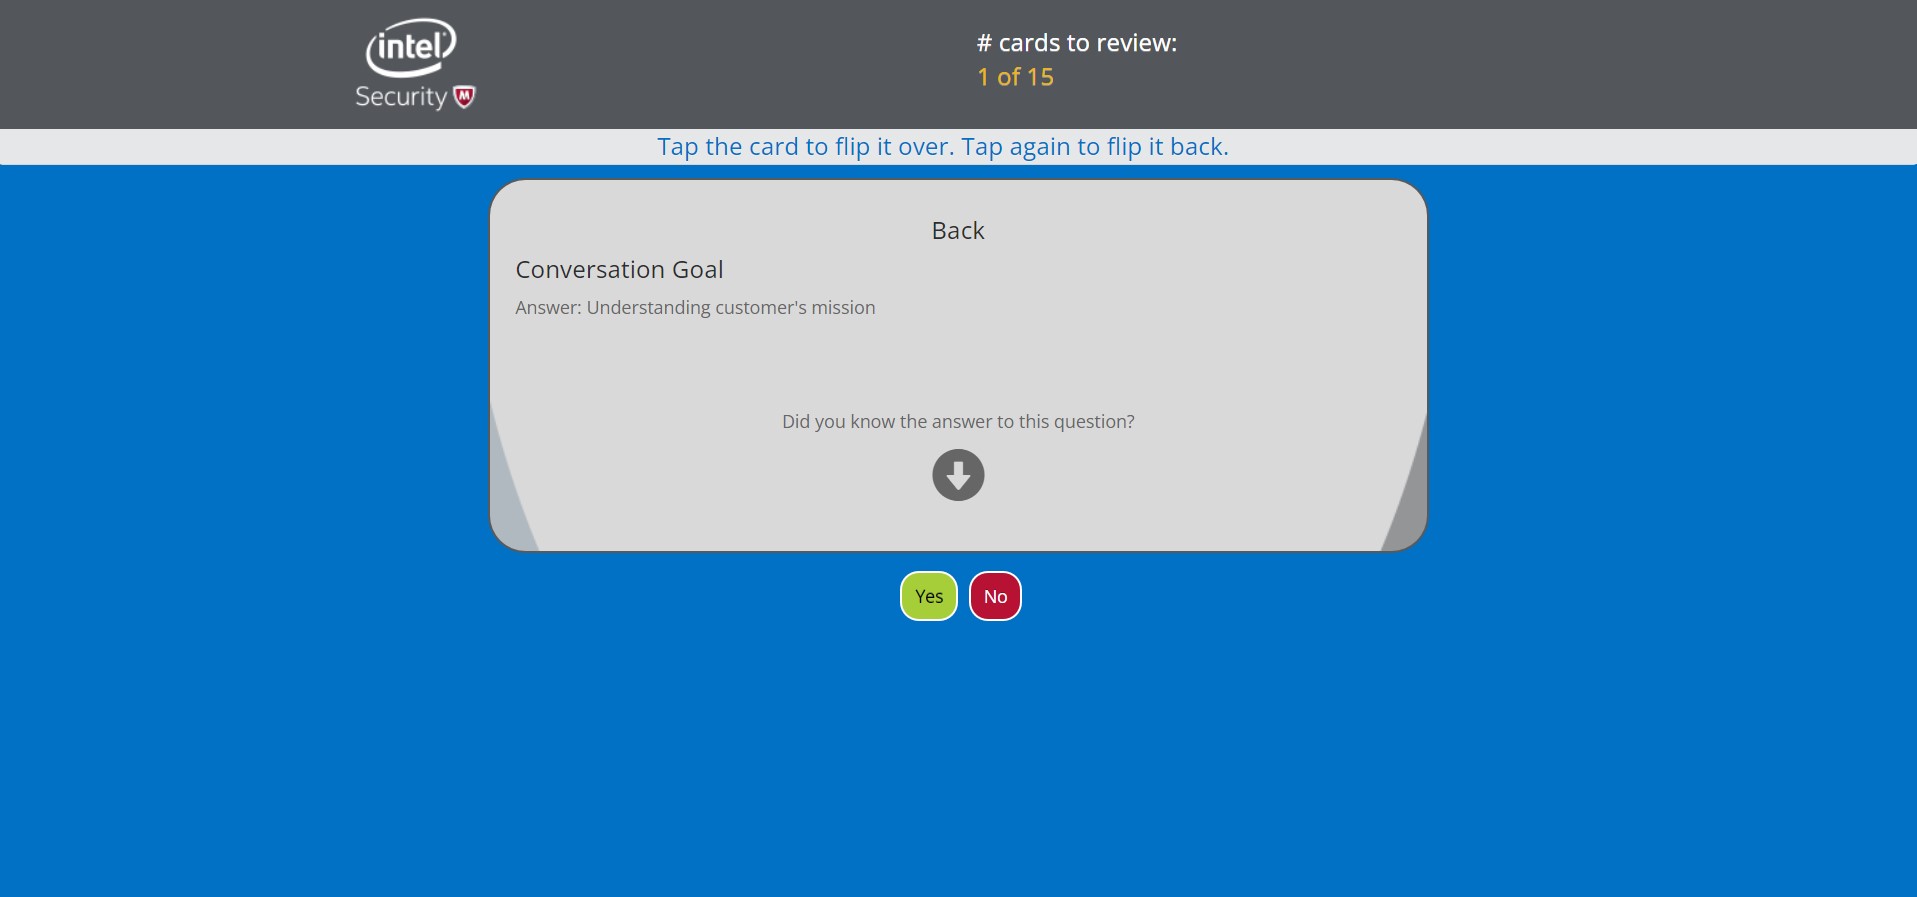 intel
Security M
# cards to review:
1 of 15
Tap the card to flip it over. Tap again to flip it back.
Back
Conversation Goal
Answer: Understanding customer's mission
Did you know the answer to this question?
Yes No